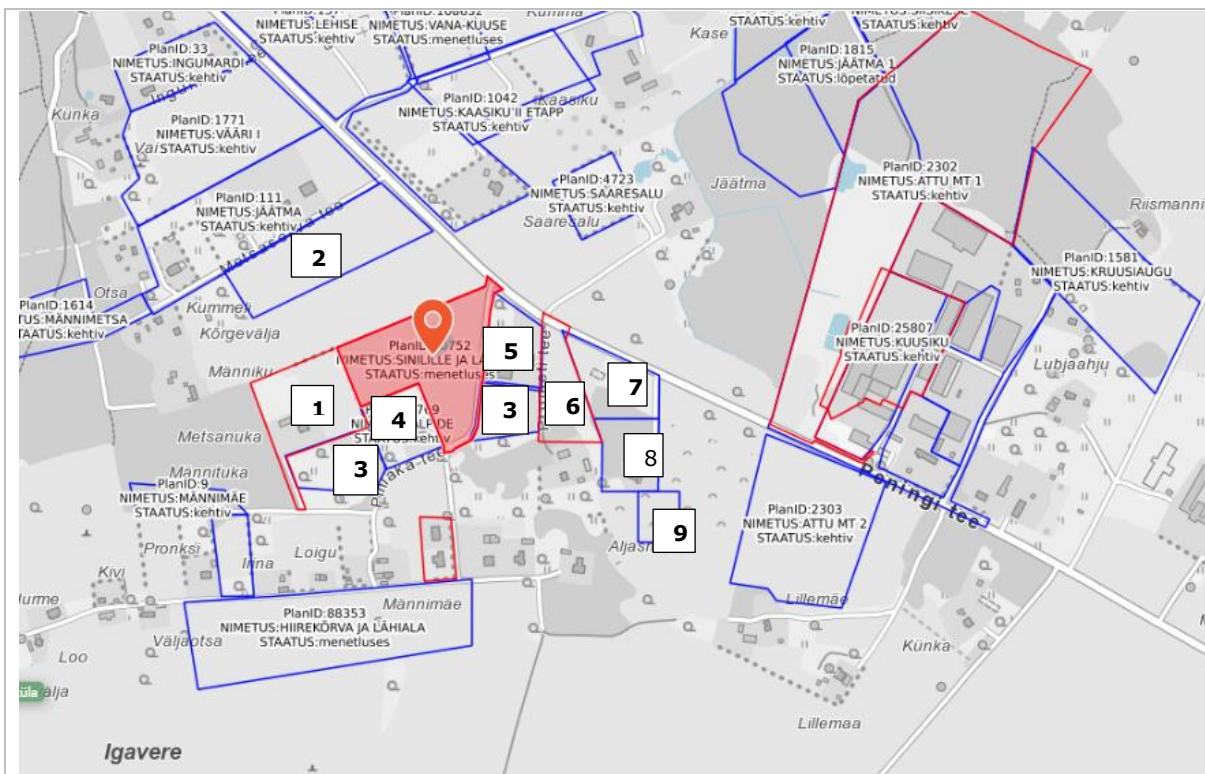 NIMETUS:LEHISE
STAATUS:kehtiv
NIMETUS:VANA-KUUSE
STAATUS:menetluses
Kase
PlanID:33
NIMETUS:INGUMARDI
STAATUS:kehtiv
PlanID:1815
NIMETUS:JÄÄTMA 1
STAATUS:lõpetatud
Künka
PlanID:1771
NIMETUS:VÄÄRI I
STAATUS:kehtiv
PlanID:1042
NIMETUS:KAASIKU II ETAPP
STAATUS:kehtiv
Kaasiku
PlanID:4723
NIMETUS:SAARESALU
STAATUS:kehtiv
Saaresalu
Jäätma
PlanID:2302
NIMETUS:ATTU MT 1
STAATUS:kehtiv
Riismanni
PlanID:111
NIMETUS:JÄÄTMA
STAATUS:kehtiv
2
PlanID:1581
NIMETUS:KRUUSIAUGU
STAATUS:kehtiv
Otsa
PlanID:1614
TUS:MÄNNIMETSA
STAATUS:kehtiv
Kummeli
Kõrgevälja
Männiku
NIMETUS:SINILILLE JA
STAATUS:menetluses
5
PlanID:25807
NIMETUS:KUUSIKU
STAATUS:kehtiv
Lubjaahju
1
4
3
6
7
Metsanuka
STAATUS:kehtiv
3
8
9
Männituka
PlanID:9
NIMETUS:MÄNNIMÄE
STAATUS:kehtiv
Peningi tee
PlanID:2303
NIMETUS:ATTU MT 2
STAATUS:kehtiv
Pronksi
Irina
Loigu
Kivi
Männimäe
Lillemäe
PlanID:88353
NIMETUS:HIIREKÕRVA JA LÄHIALA
STAATUS:menetluses
Väljaotsa
Loo
Künka
Lillemaa
Igavere